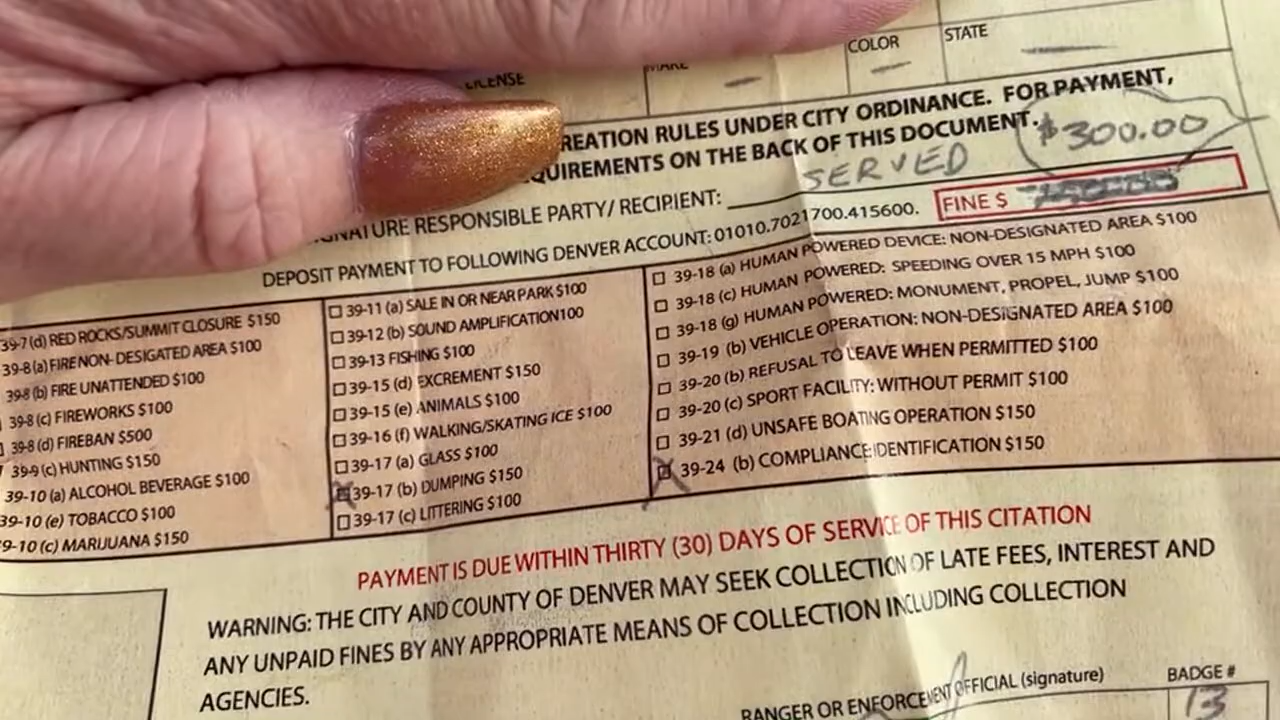 LICENSE MAKE COLOR STATE
REATION RULES UNDER CITY ORDINANCE. FOR PAYMENT,
QUIREMENTS ON THE BACK OF THIS DOCUMENT.
$300.00
SERVED
SIGNATURE RESPONSIBLE PARTY/ RECIPIENT:
FINE $
DEPOSIT PAYMENT TO FOLLOWING DENVER ACCOUNT: 01010.7021700.415600.
39-7 (d) RED ROCKS/SUMMIT CLOSURE $150
39-8 (a) FIRE NON- DESIGATED AREA $100
39-8 (b) FIRE UNATTENDED $100
39-8 (c) FIREWORKS $100
39-8 (d) FIREBAN $500
39-9 (c) HUNTING $150
39-10 (a) ALCOHOL BEVERAGE $100
39-10 (e) TOBACCO $100
9-10 (c) MARIJUANA $150
39-11 (a) SALE IN OR NEAR PARK $100
39-12 (b) SOUND AMPLIFICATION100
39-13 FISHING $100
39-15 (d) EXCREMENT $150
39-15 (e) ANIMALS $100
39-16 (f) WALKING/SKATING ICE $100
39-17 (a) GLASS $100
39-17 (b) DUMPING $150
39-17 (c) LITTERING $100
39-18 (a) HUMAN POWERED DEVICE: NON-DESIGNATED AREA $100
39-18 (c) HUMAN POWERED: SPEEDING OVER 15 MPH $100
39-18 (g) HUMAN POWERED: MONUMENT, PROPEL, JUMP $100
39-19 (b) VEHICLE OPERATION: NON-DESIGNATED AREA $100
39-20 (b) REFUSAL TO LEAVE WHEN PERMITTED $100
39-20 (c) SPORT FACILITY: WITHOUT PERMIT $100
39-21 (d) UNSAFE BOATING OPERATION $150
39-24 (b) COMPLIANCE:IDENTIFICATION $150
PAYMENT IS DUE WITHIN THIRTY (30) DAYS OF SERVICE OF THIS CITATION
WARNING: THE CITY AND COUNTY OF DENVER MAY SEEK COLLECTION OF LATE FEES, INTEREST AND
ANY UNPAID FINES BY ANY APPROPRIATE MEANS OF COLLECTION INCLUDING COLLECTION
AGENCIES.
RANGER OR ENFORCEMENT OFFICIAL (signature)
BADGE #
13